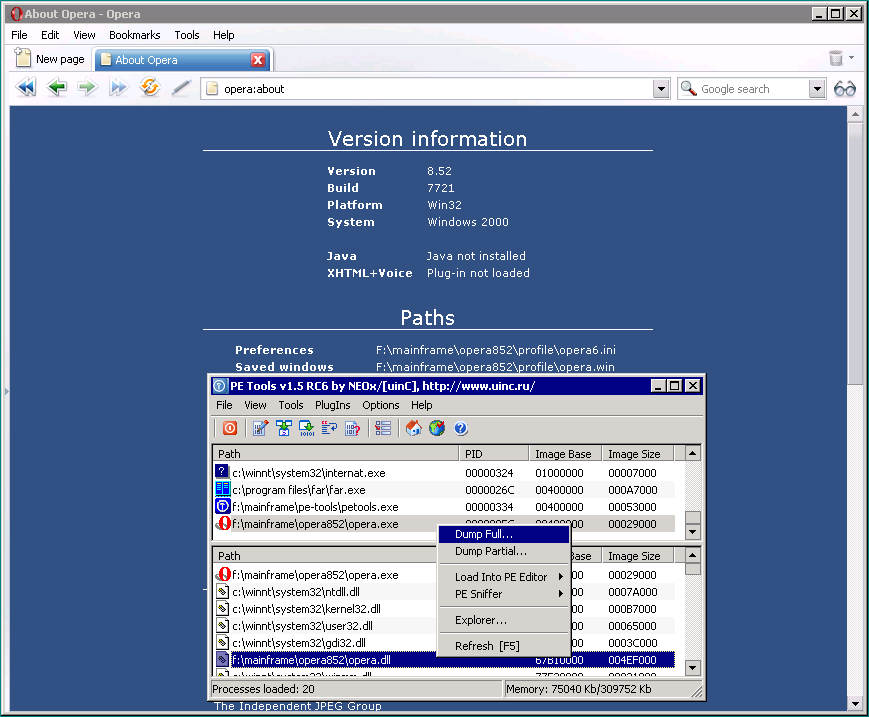 About Opera - Opera
File Edit View Bookmarks Tools Help
New page About Opera
opera:about Google search
Version information
Version 8.52
Build 7721
Platform Win32
System Windows 2000
Java Java not installed
XHTML+Voice Plug-in not loaded
Paths
Preferences F:\mainframe\opera852\profile\opera6.ini
Saved windows F:\mainframe\opera852\profile\opera.win
PE Tools v1.5 RC6 by NEOx/[uinC], http://www.uinc.ru/
File View Tools PlugIns Options Help
Path PID Image Base Image Size
c:\winnt\system32\internat.exe 00000324 01000000 00007000
c:\program files\far\far.exe 0000026C 00400000 000A7000
f:\mainframe\pe-tools\petools.exe 00000334 00400000 00053000
f:\mainframe\opera852\opera.exe 00029000
Dump Full...
Dump Partial...
Load Into PE Editor
PE Sniffer
Explorer...
Refresh [F5]
Path Base Image Size
f:\mainframe\opera852\opera.exe 00029000
c:\winnt\system32\ntdll.dll 0007A000
c:\winnt\system32\kernel32.dll 000B7000
c:\winnt\system32\user32.dll 00065000
c:\winnt\system32\gdi32.dll 0003C000
f:\mainframe\opera852\opera.dll 67B10000 004EF000
Processes loaded: 20 Memory: 75040 Kb/309752 Kb
The Independent JPEG Group